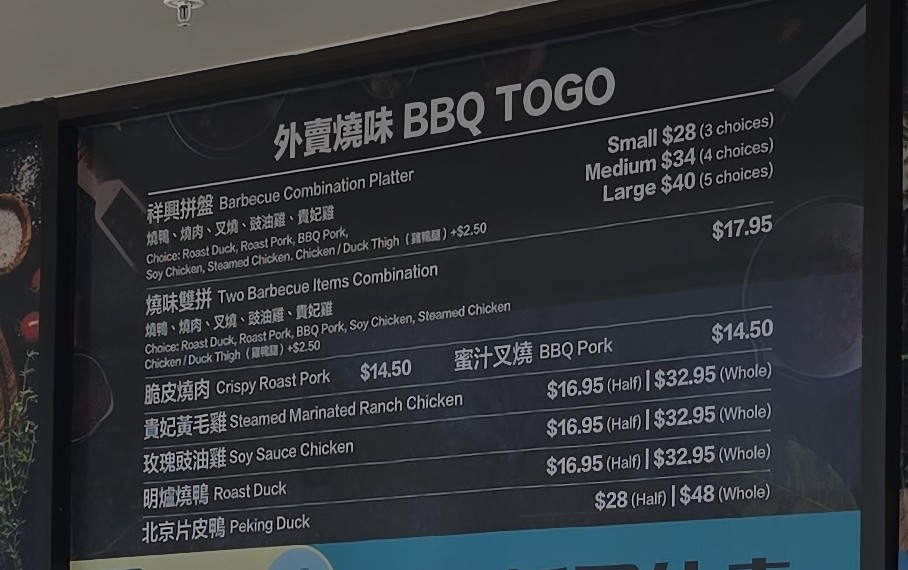 外賣燒味 BBQ TOGO
祥興拼盤 Barbecue Combination Platter
Small $28 (3 choices)
Medium $34 (4 choices)
Large $40 (5 choices)
燒鴨、燒肉、叉燒、豉油雞、貴妃雞
Choice: Roast Duck, Roast Pork, BBQ Pork,
Soy Chicken, Steamed Chicken. Chicken / Duck Thigh (雞鴨髀) +$2.50
燒味雙拼 Two Barbecue Items Combination $17.95
燒鴨、燒肉、叉燒、豉油雞、貴妃雞
Choice: Roast Duck, Roast Pork, BBQ Pork, Soy Chicken, Steamed Chicken
Chicken / Duck Thigh (雞鴨髀) +$2.50
脆皮燒肉 Crispy Roast Pork $14.50 蜜汁叉燒 BBQ Pork $14.50
貴妃黃毛雞 Steamed Marinated Ranch Chicken $16.95 (Half) | $32.95 (Whole)
玫瑰豉油雞 Soy Sauce Chicken $16.95 (Half) | $32.95 (Whole)
明爐燒鴨 Roast Duck $16.95 (Half) | $32.95 (Whole)
北京片皮鴨 Peking Duck $28 (Half) | $48 (Whole)